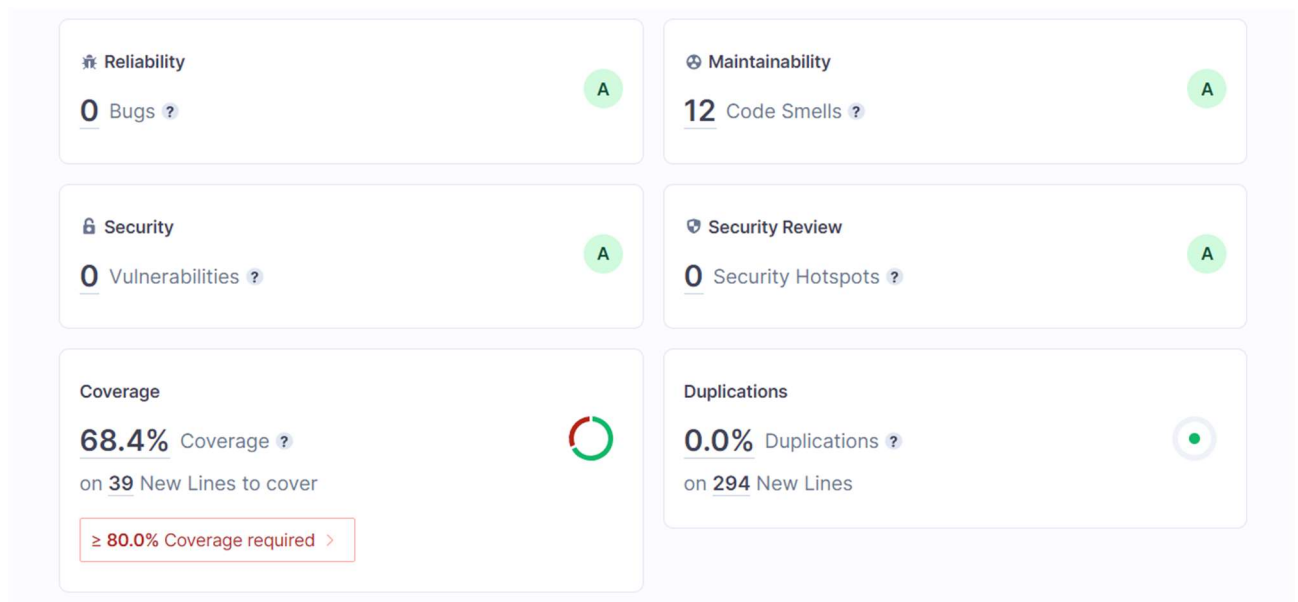 Reliability
0 Bugs ?
A
Maintainability
12 Code Smells ?
A
Security
0 Vulnerabilities ?
A
Security Review
0 Security Hotspots ?
A
Coverage
68.4% Coverage ?
on 39 New Lines to cover
≥ 80.0% Coverage required >
Duplications
0.0% Duplications ?
on 294 New Lines